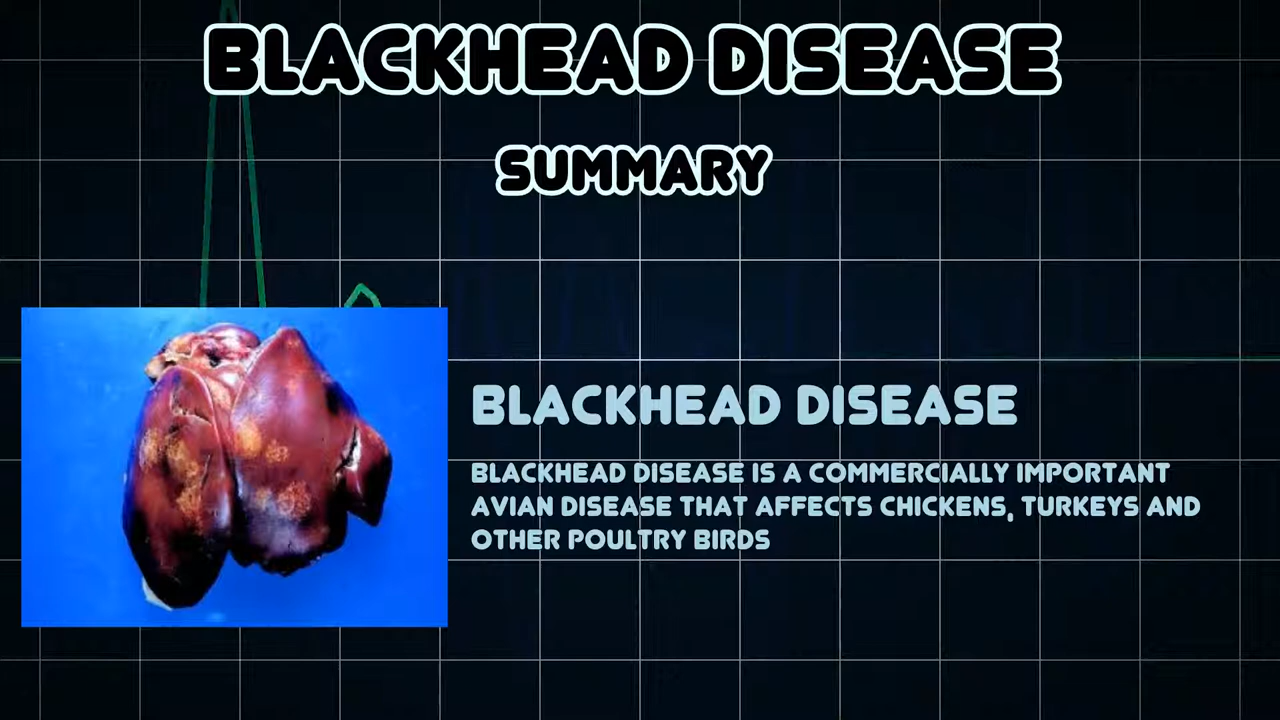 BLACKHEAD DISEASE
SUMMARY
BLACKHEAD DISEASE
BLACKHEAD DISEASE IS A COMMERCIALLY IMPORTANT
AVIAN DISEASE THAT AFFECTS CHICKENS, TURKEYS AND
OTHER POULTRY BIRDS